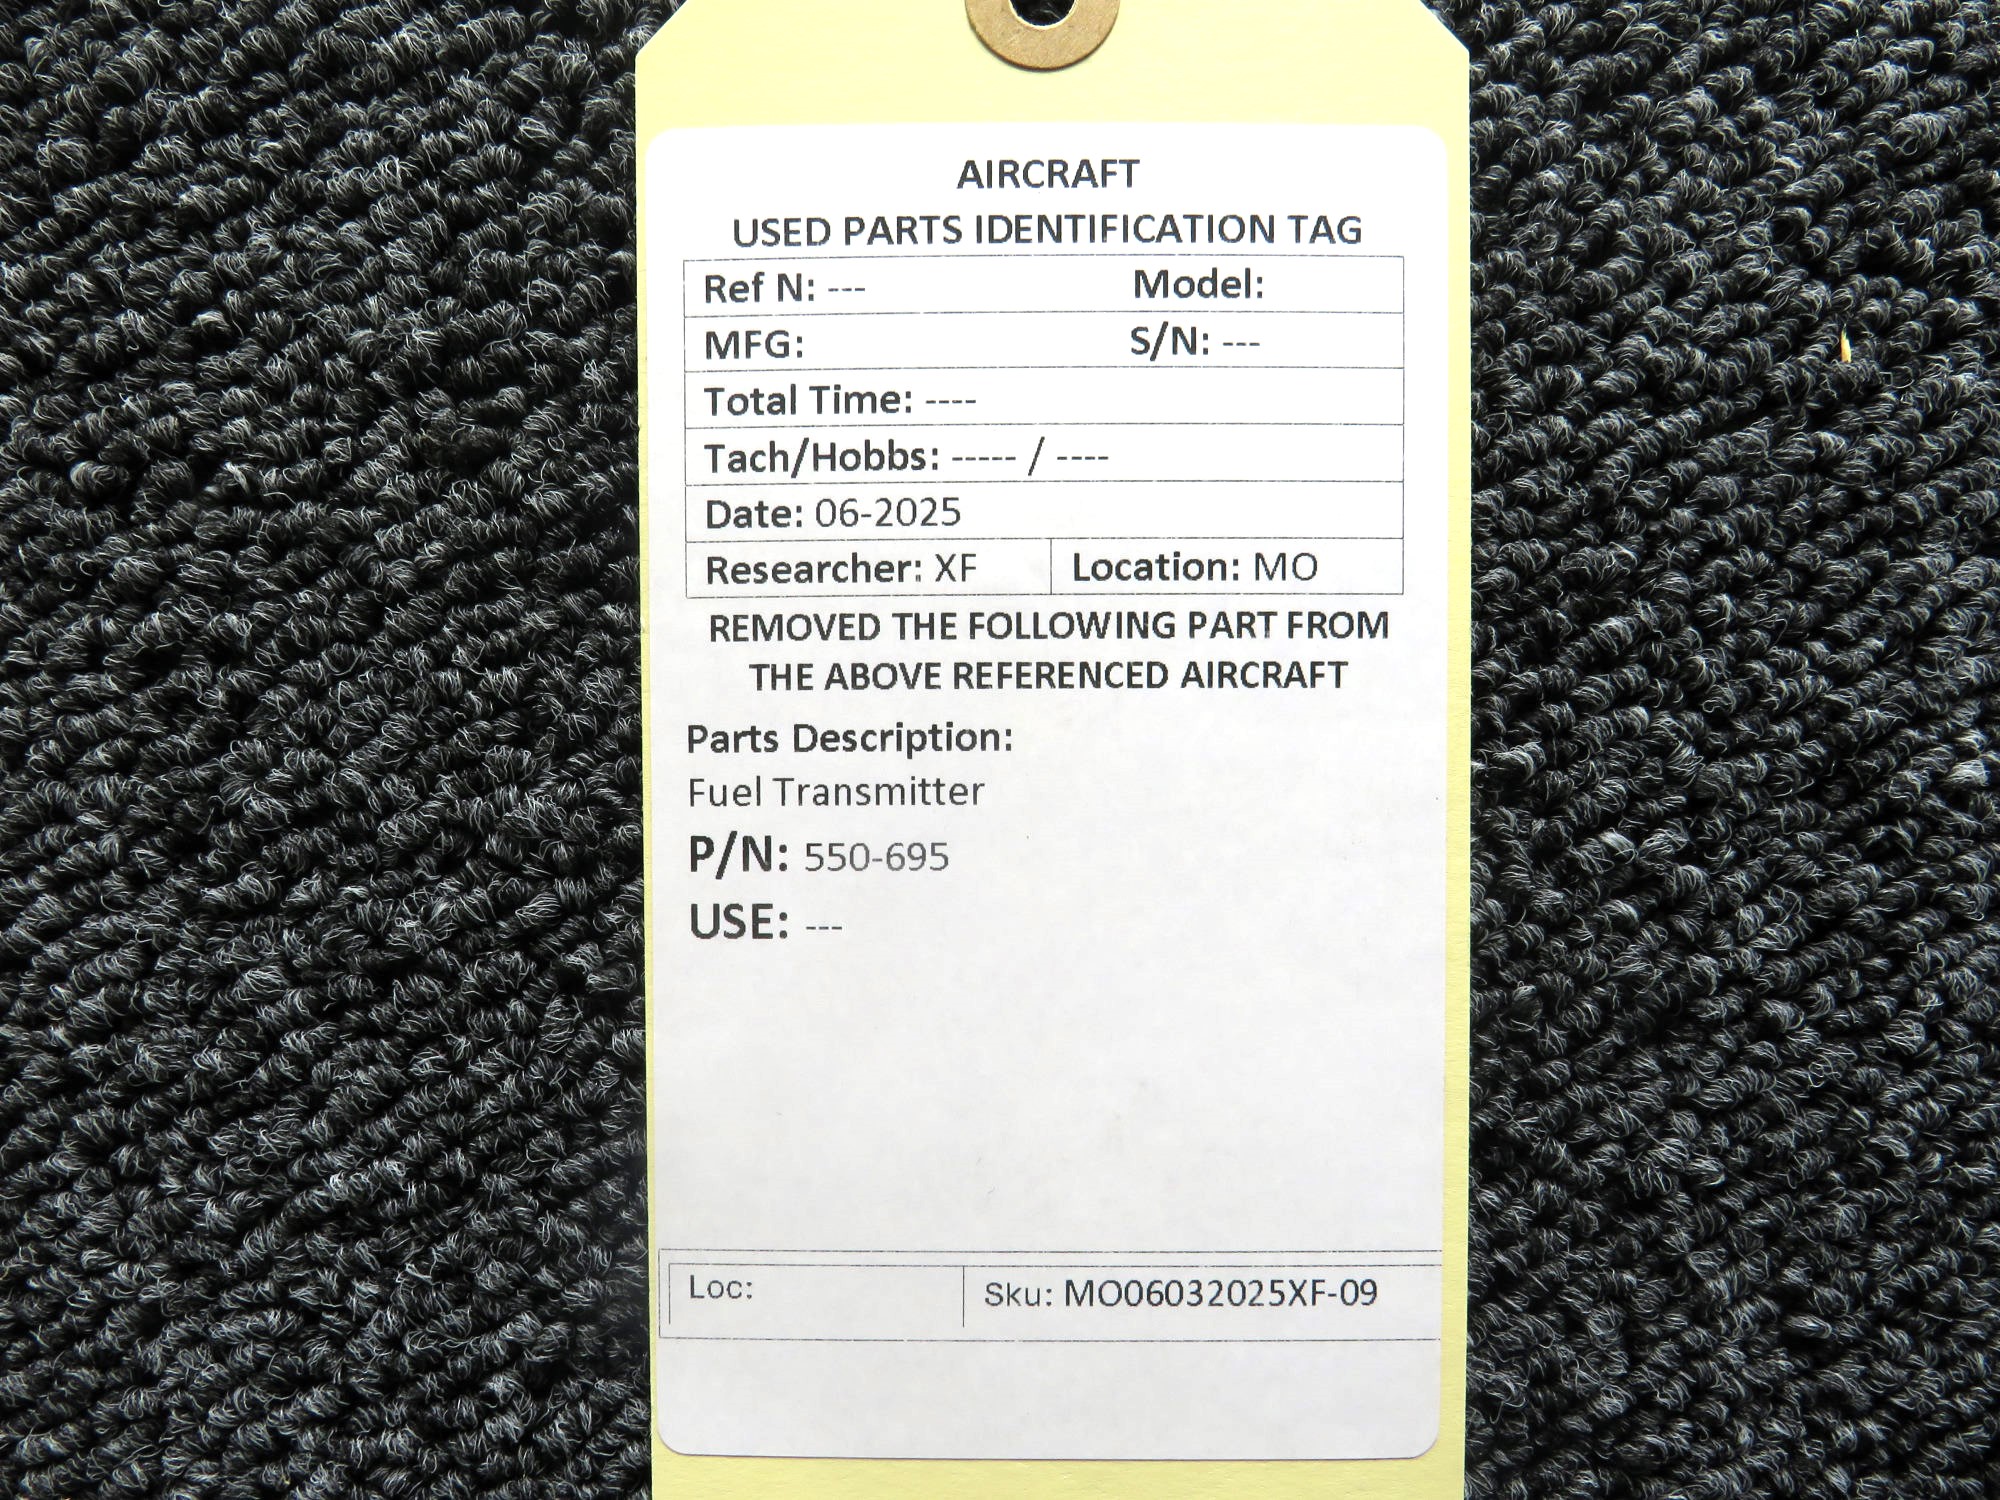 AIRCRAFT
USED PARTS IDENTIFICATION TAG
Ref N: --- Model:
MFG: S/N: ---
Total Time: ----
Tach/Hobbs: ----- / ----
Date: 06-2025
Researcher: XF Location: MO
REMOVED THE FOLLOWING PART FROM
THE ABOVE REFERENCED AIRCRAFT
Parts Description:
Fuel Transmitter
P/N: 550-695
USE: ---
Loc: Sku: MO06032025XF-09